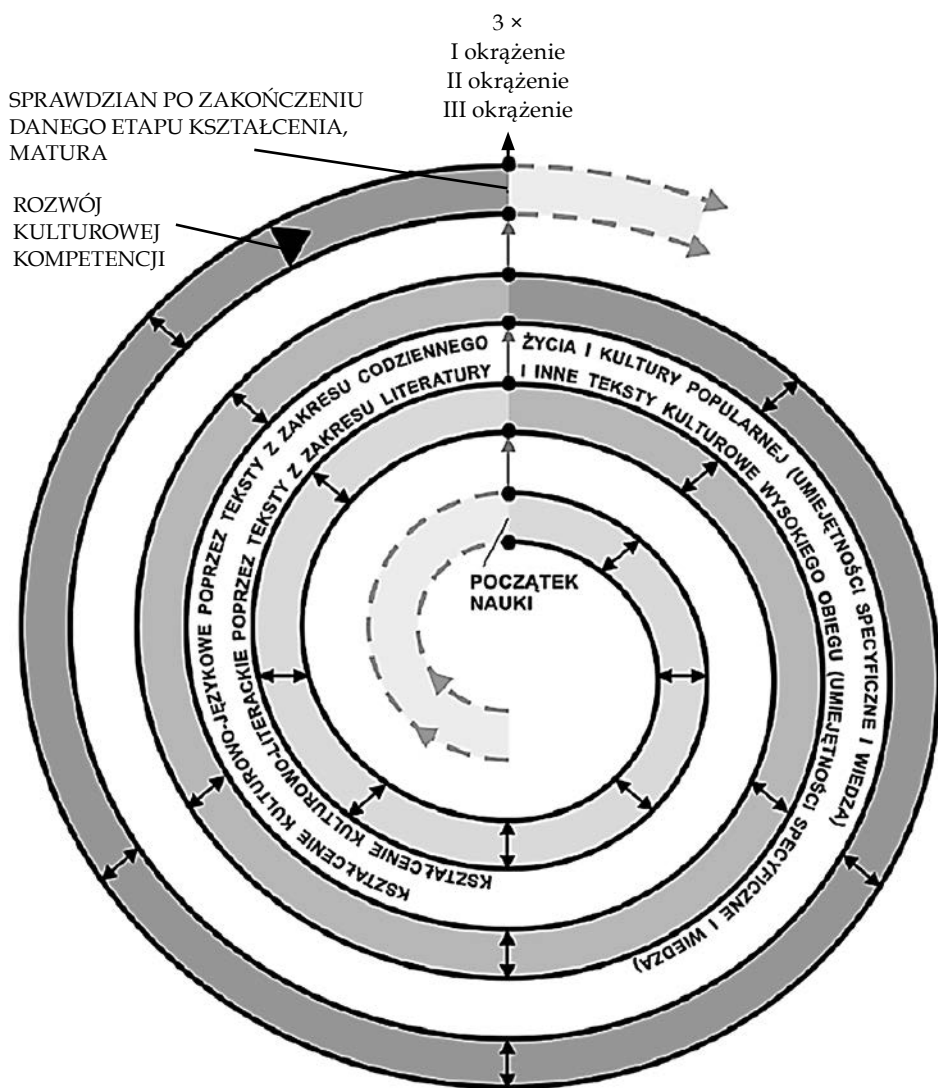 3 ×
I okrążenie
II okrążenie
III okrążenie
SPRAWDZIAN PO ZAKOŃCZENIU
DANEGO ETAPU KSZTAŁCENIA,
MATURA
ROZWÓJ
KULTUROWEJ
KOMPETENCJI
KSZTAŁCENIE KULTUROWO-JĘZYKOWE POPRZEZ TEKSTY Z ZAKRESU CODZIENNEGO ŻYCIA I KULTURY POPULARNEJ (UMIEJĘTNOŚCI SPECYFICZNE I WIEDZA)
KSZTAŁCENIE KULTUROWO-LITERACKIE POPRZEZ TEKSTY Z ZAKRESU LITERATURY I INNE TEKSTY KULTUROWE WYSOKIEGO OBIEGU (UMIEJĘTNOŚCI SPECYFICZNE I WIEDZA)
POCZĄTEK
NAUKI